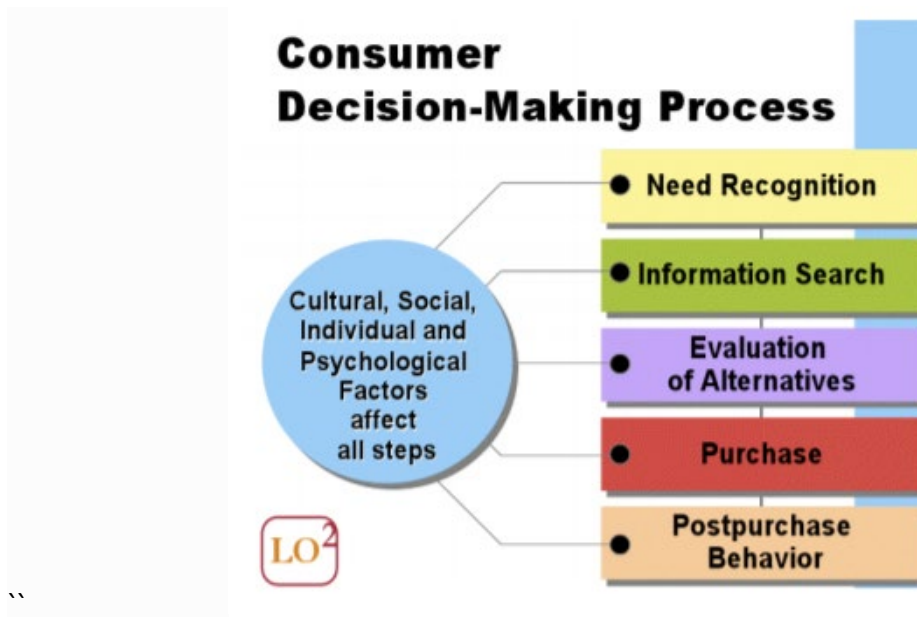 Consumer
Decision-Making Process
Need Recognition
Information Search
Cultural, Social,
Individual and
Psychological
Factors
affect
all steps
Evaluation
of Alternatives
Purchase
Postpurchase
Behavior
LO2
``